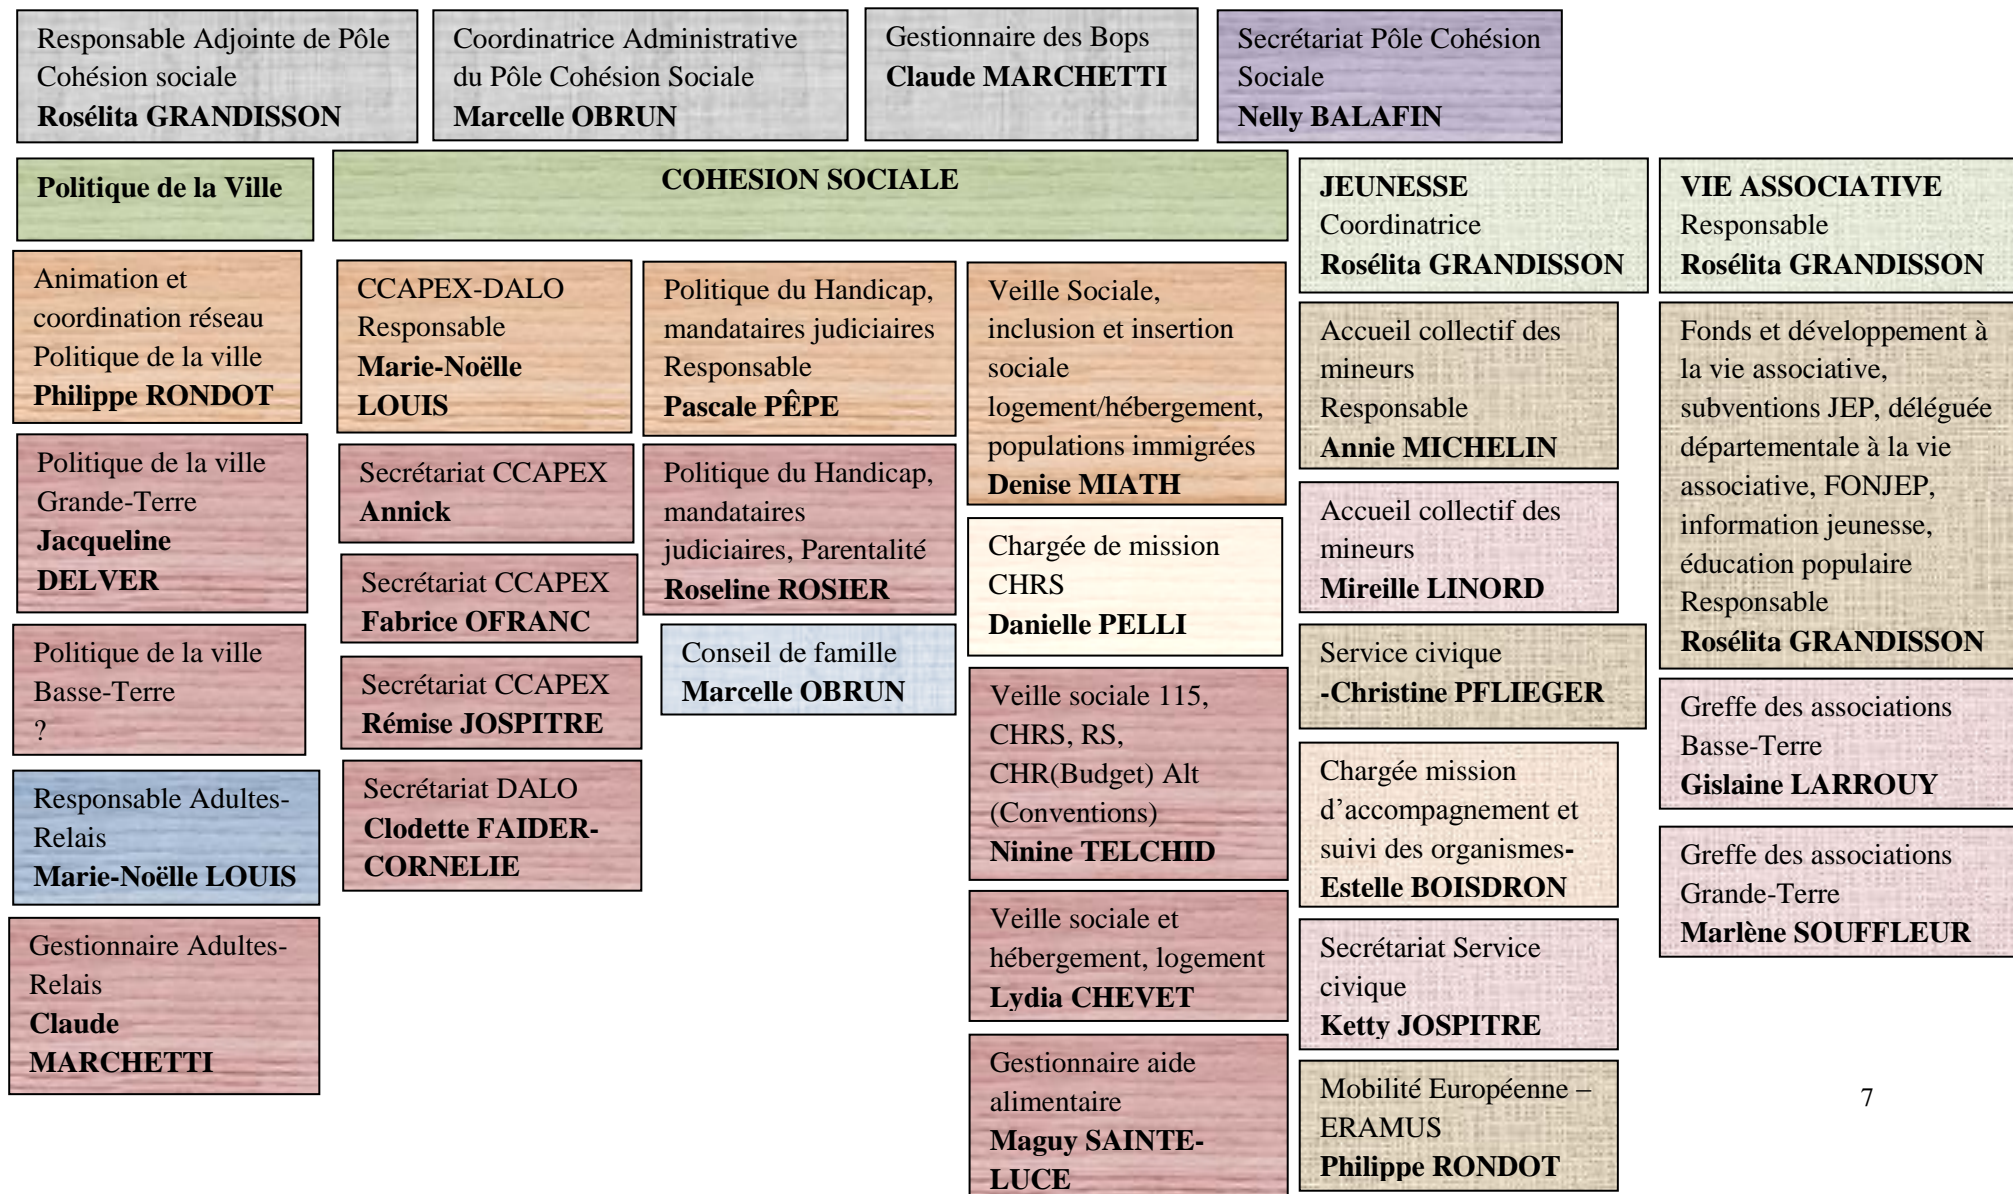 Responsable Adjointe de Pôle
Cohésion sociale
Rosélita GRANDISSON
Coordinatrice Administrative
du Pôle Cohésion Sociale
Marcelle OBRUN
Gestionnaire des Bops
Claude MARCHETTI
Secrétariat Pôle Cohésion
Sociale
Nelly BALAFIN
Politique de la Ville
Animation et
coordination réseau
Politique de la ville
Philippe RONDOT
Politique de la ville
Grande-Terre
Jacqueline
DELVER
Politique de la ville
Basse-Terre
?
Responsable Adultes-
Relais
Marie-Noëlle LOUIS
Gestionnaire Adultes-
Relais
Claude
MARCHETTI
COHESION SOCIALE
CCAPEX-DALO
Responsable
Marie-Noëlle
LOUIS
Secrétariat CCAPEX
Annick
Secrétariat CCAPEX
Fabrice OFRANC
Secrétariat CCAPEX
Rémise JOSPITRE
Secrétariat DALO
Clodette FAIDER-
CORNELIE
Politique du Handicap,
mandataires judiciaires
Responsable
Pascale PÊPE
Politique du Handicap,
mandataires
judiciaires, Parentalité
Roseline ROSIER
Conseil de famille
Marcelle OBRUN
Veille Sociale,
inclusion et insertion
sociale
logement/hébergement,
populations immigrées
Denise MIATH
Chargée de mission
CHRS
Danielle PELLI
Veille sociale 115,
CHRS, RS,
CHR(Budget) Alt
(Conventions)
Ninine TELCHID
Veille sociale et
hébergement, logement
Lydia CHEVET
Gestionnaire aide
alimentaire
Maguy SAINTE-
LUCE
JEUNESSE
Coordinatrice
Rosélita GRANDISSON
Accueil collectif des
mineurs
Responsable
Annie MICHELIN
Accueil collectif des
mineurs
Mireille LINORD
Service civique
-Christine PFLIEGER
Chargée mission
d’accompagnement et
suivi des organismes-
Estelle BOISDRON
Secrétariat Service
civique
Ketty JOSPITRE
Mobilité Européenne –
ERAMUS
Philippe RONDOT
VIE ASSOCIATIVE
Responsable
Rosélita GRANDISSON
Fonds et développement à
la vie associative,
subventions JEP, déléguée
départementale à la vie
associative, FONJEP,
information jeunesse,
éducation populaire
Responsable
Rosélita GRANDISSON
Greffe des associations
Basse-Terre
Gislaine LARROUY
Greffe des associations
Grande-Terre
Marlène SOUFFLEUR
7